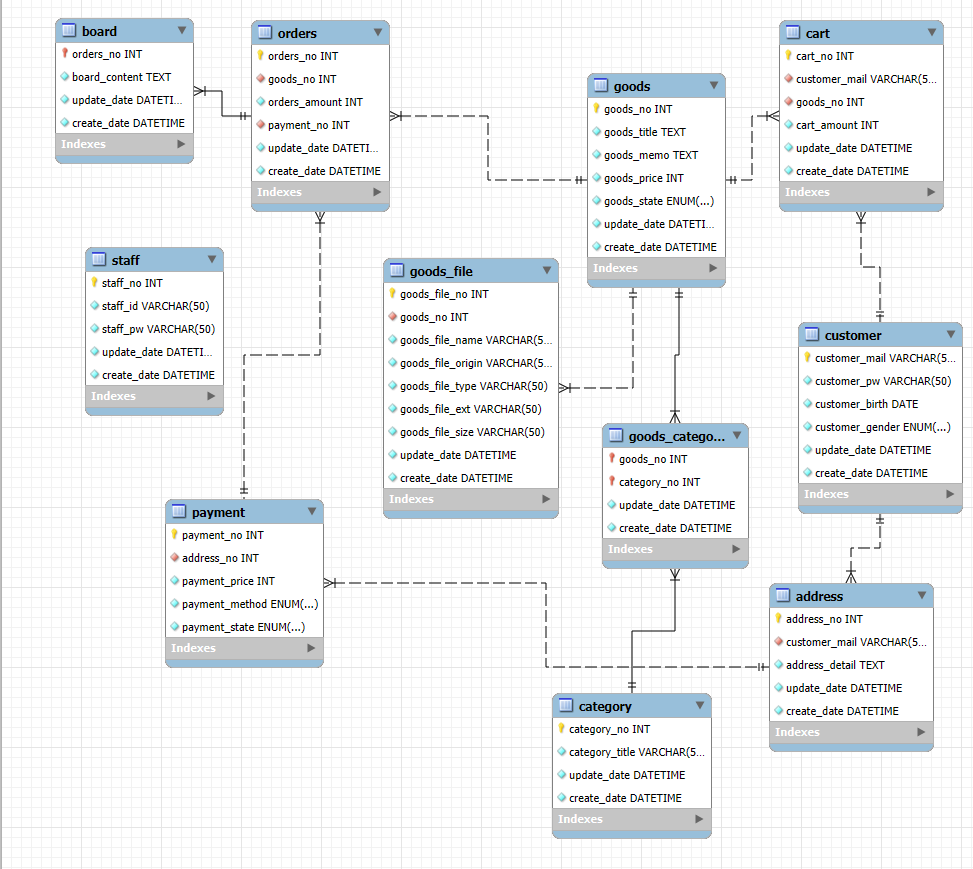 board
orders_no INT
board_content TEXT
update_date DATETI...
create_date DATETIME
Indexes
orders
orders_no INT
goods_no INT
orders_amount INT
payment_no INT
update_date DATETI...
create_date DATETIME
Indexes
goods
goods_no INT
goods_title TEXT
goods_memo TEXT
goods_price INT
goods_state ENUM(...)
update_date DATETI...
create_date DATETIME
Indexes
cart
cart_no INT
customer_mail VARCHAR(5...
goods_no INT
cart_amount INT
update_date DATETIME
create_date DATETIME
Indexes
staff
staff_no INT
staff_id VARCHAR(50)
staff_pw VARCHAR(50)
update_date DATETI...
create_date DATETIME
Indexes
goods_file
goods_file_no INT
goods_no INT
goods_file_name VARCHAR(5...
goods_file_origin VARCHAR(5...
goods_file_type VARCHAR(50)
goods_file_ext VARCHAR(50)
goods_file_size VARCHAR(50)
update_date DATETIME
create_date DATETIME
Indexes
customer
customer_mail VARCHAR(5...
customer_pw VARCHAR(50)
customer_birth DATE
customer_gender ENUM(...)
update_date DATETIME
create_date DATETIME
Indexes
goods_catego...
goods_no INT
category_no INT
update_date DATETIME
create_date DATETIME
Indexes
payment
payment_no INT
address_no INT
payment_price INT
payment_method ENUM(...)
payment_state ENUM(...)
Indexes
address
address_no INT
customer_mail VARCHAR(5...
address_detail TEXT
update_date DATETIME
create_date DATETIME
Indexes
category
category_no INT
category_title VARCHAR(5...
update_date DATETIME
create_date DATETIME
Indexes